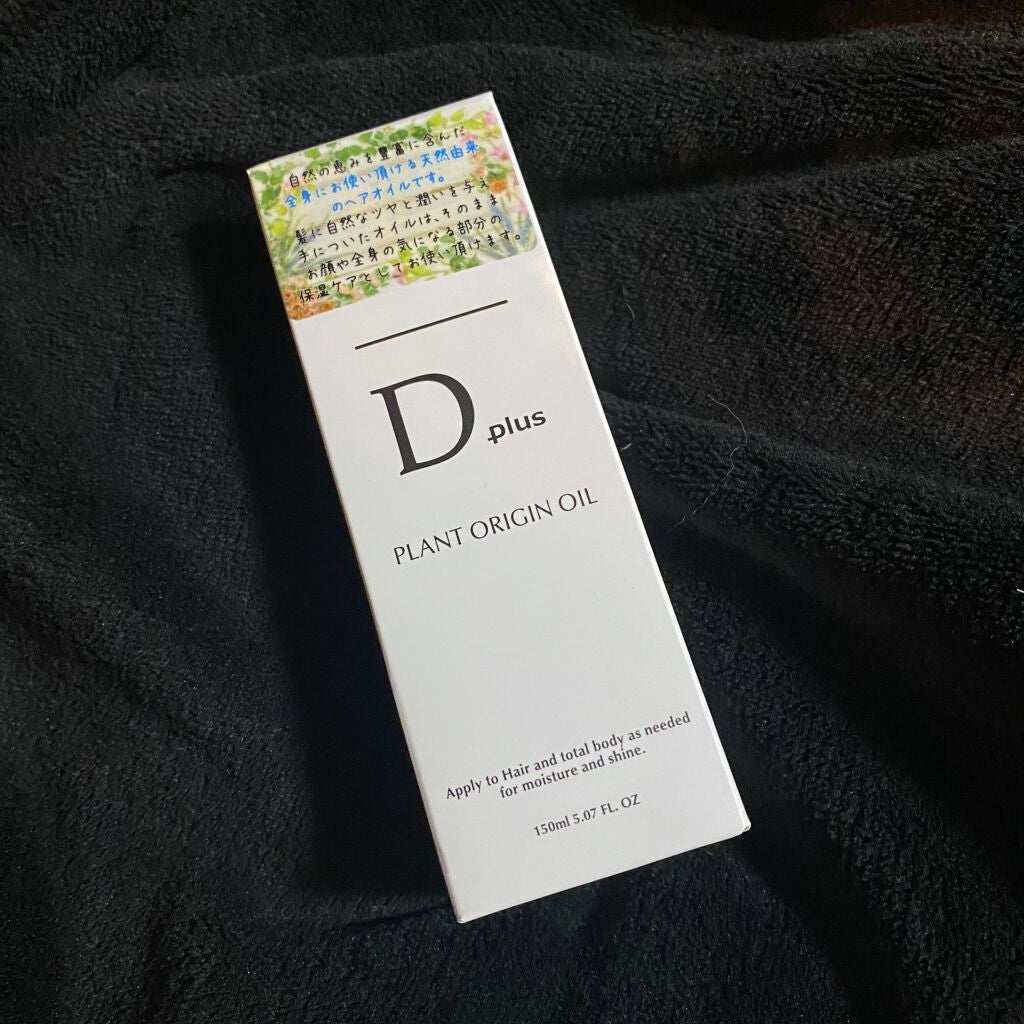 自然の恵みを豊富に含んだ
全身にお使い頂ける天然由来
のヘアオイルです。
髪に自然なツヤと潤いを与え
手についたオイルは、そのまま
お顔や全身の気になる部分の
保湿ケアとしてお使い頂けます。
D plus
PLANT ORIGIN OIL
Apply to Hair and total body as needed
for moisture and shine.
150ml 5.07 FL. OZ